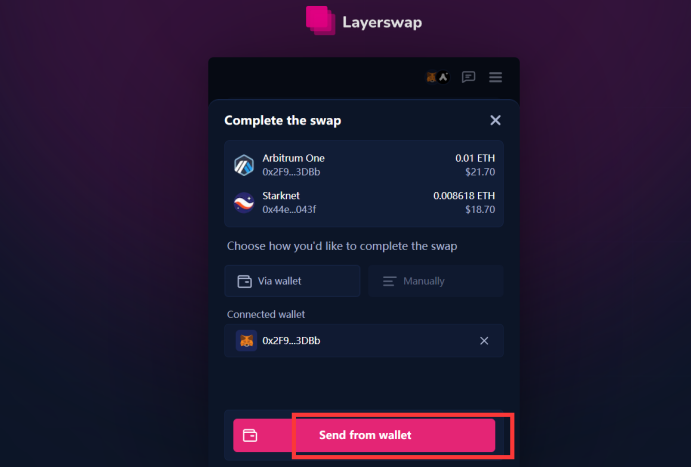 Layerswap
Complete the swap
Arbitrum One 0.01 ETH
0x2F9...3DBb $21.70
Starknet 0.008618 ETH
0x44e...043f $18.70
Choose how you'd like to complete the swap
Via wallet Manually
Connected wallet
0x2F9...3DBb
Send from wallet